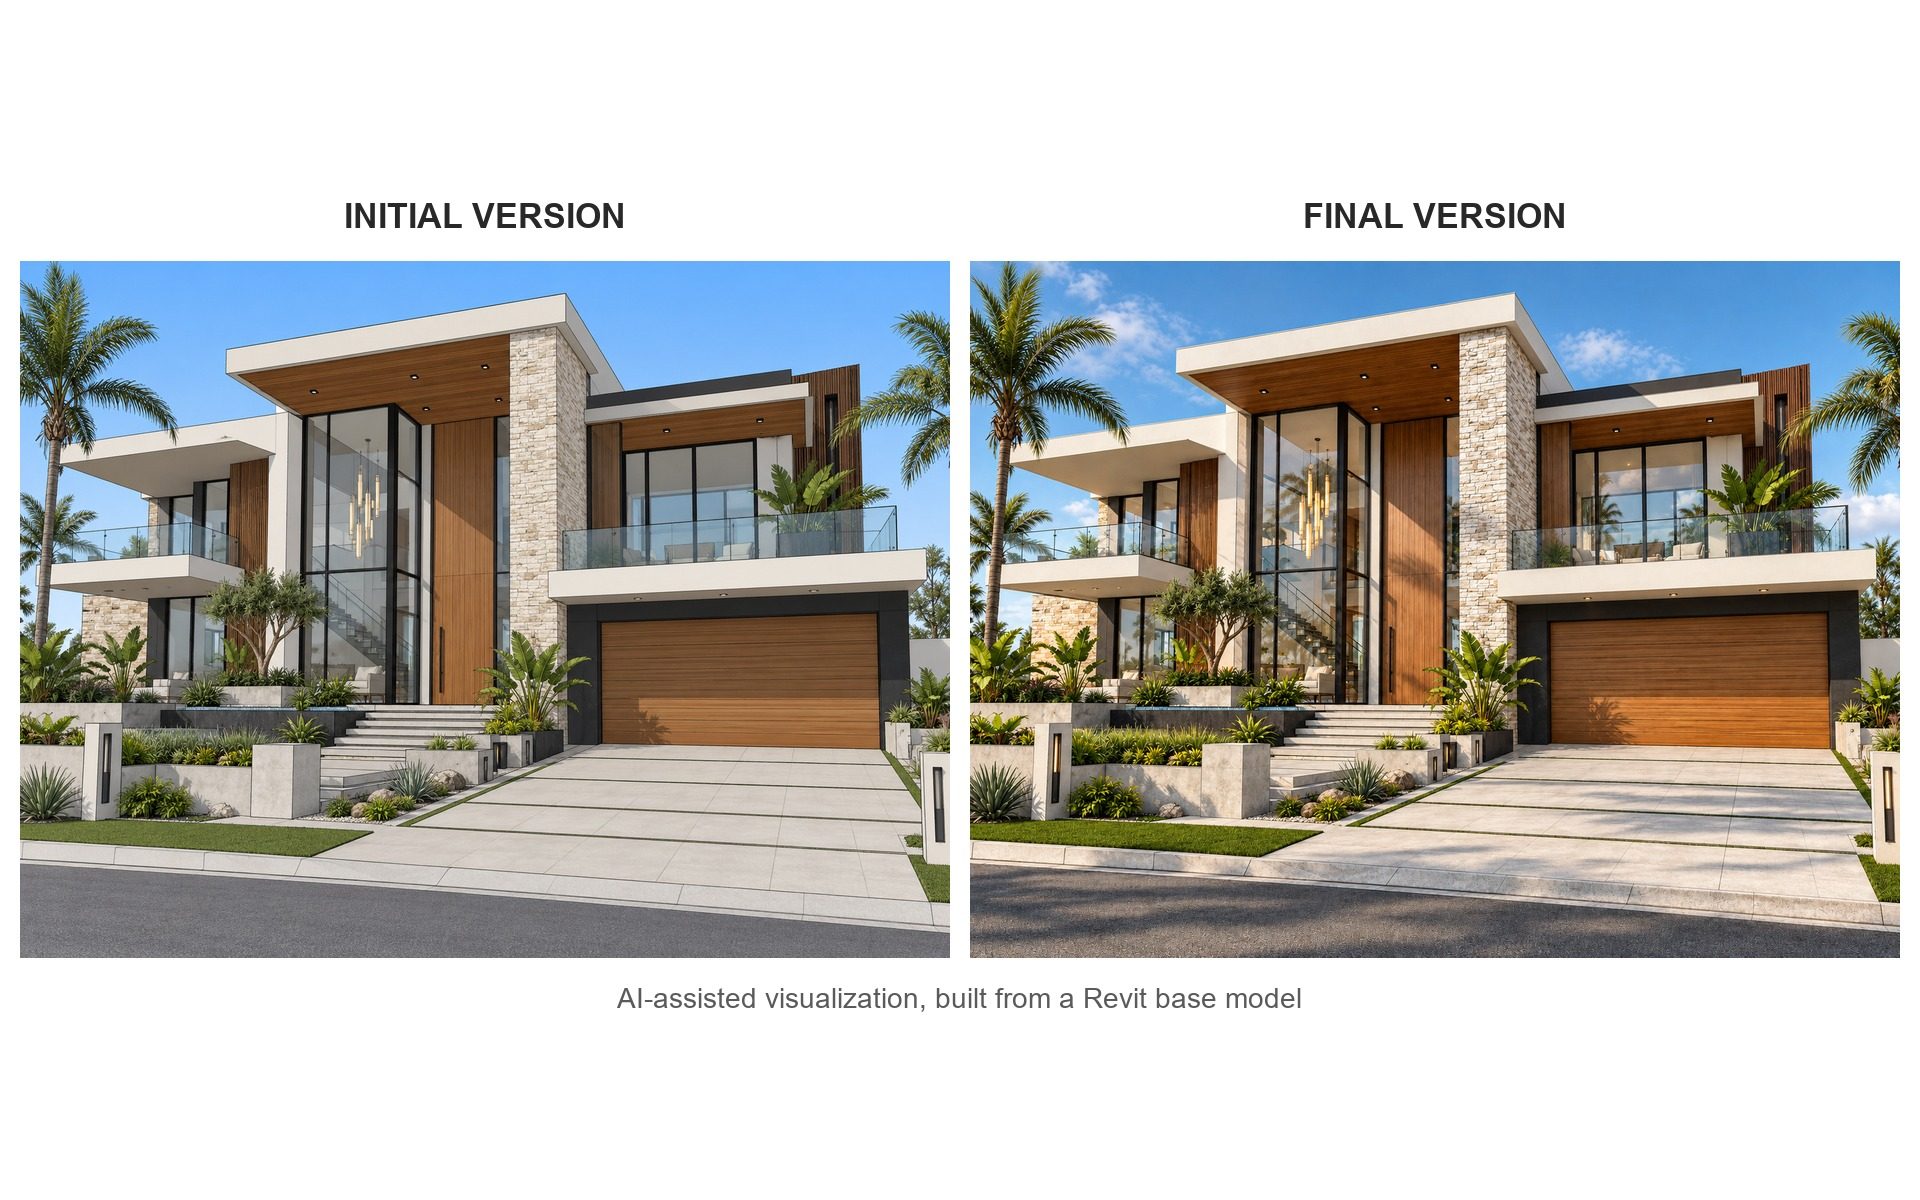 INITIAL VERSION
FINAL VERSION
AI-assisted visualization, built from a Revit base model